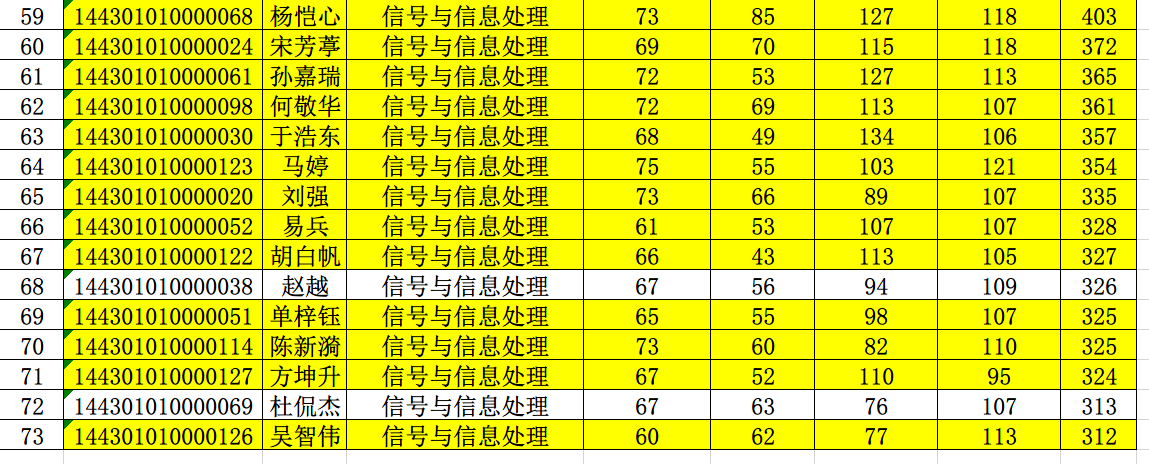 59 144301010000068 杨恺心 信号与信息处理 73 85 127 118 403
60 144301010000024 宋芳葶 信号与信息处理 69 70 115 118 372
61 144301010000061 孙嘉瑞 信号与信息处理 72 53 127 113 365
62 144301010000098 何敬华 信号与信息处理 72 69 113 107 361
63 144301010000030 于浩东 信号与信息处理 68 49 134 106 357
64 144301010000123 马婷 信号与信息处理 75 55 103 121 354
65 144301010000020 刘强 信号与信息处理 73 66 89 107 335
66 144301010000052 易兵 信号与信息处理 61 53 107 107 328
67 144301010000122 胡白帆 信号与信息处理 66 43 113 105 327
68 144301010000038 赵越 信号与信息处理 67 56 94 109 326
69 144301010000051 单梓钰 信号与信息处理 65 55 98 107 325
70 144301010000114 陈新漪 信号与信息处理 73 60 82 110 325
71 144301010000127 方坤升 信号与信息处理 67 52 110 95 324
72 144301010000069 杜侃杰 信号与信息处理 67 63 76 107 313
73 144301010000126 吴智伟 信号与信息处理 60 62 77 113 312